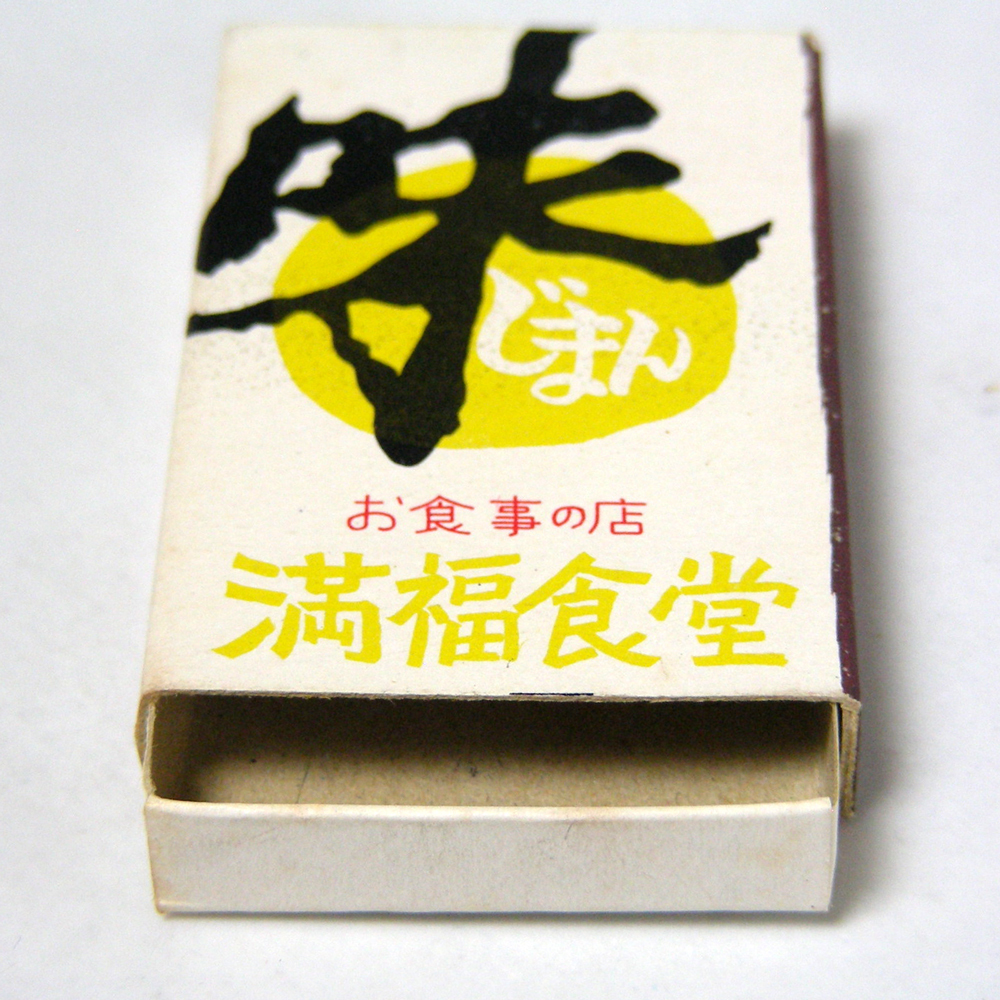 味
じまん
お食事の店
満福食堂